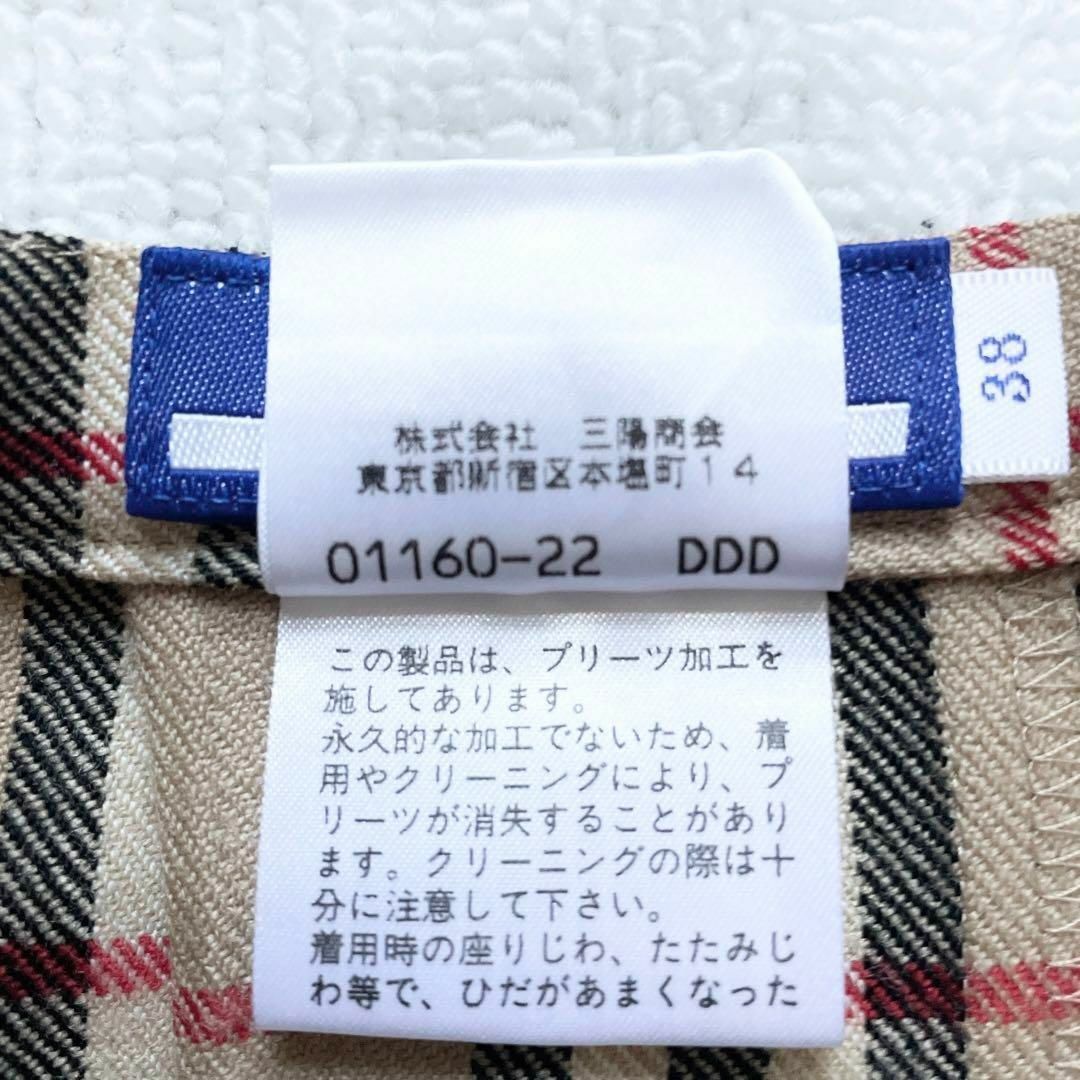 株式会社　三陽商会
東京都新宿区本塩町１４
01160-22 DDD
38
この製品は、プリーツ加工を
施してあります。
永久的な加工でないため、着
用やクリーニングにより、プ
リーツが消失することがあり
ます。クリーニングの際は十
分に注意して下さい。
着用時の座りじわ、たたみじ
わ等で、ひだがあまくなった